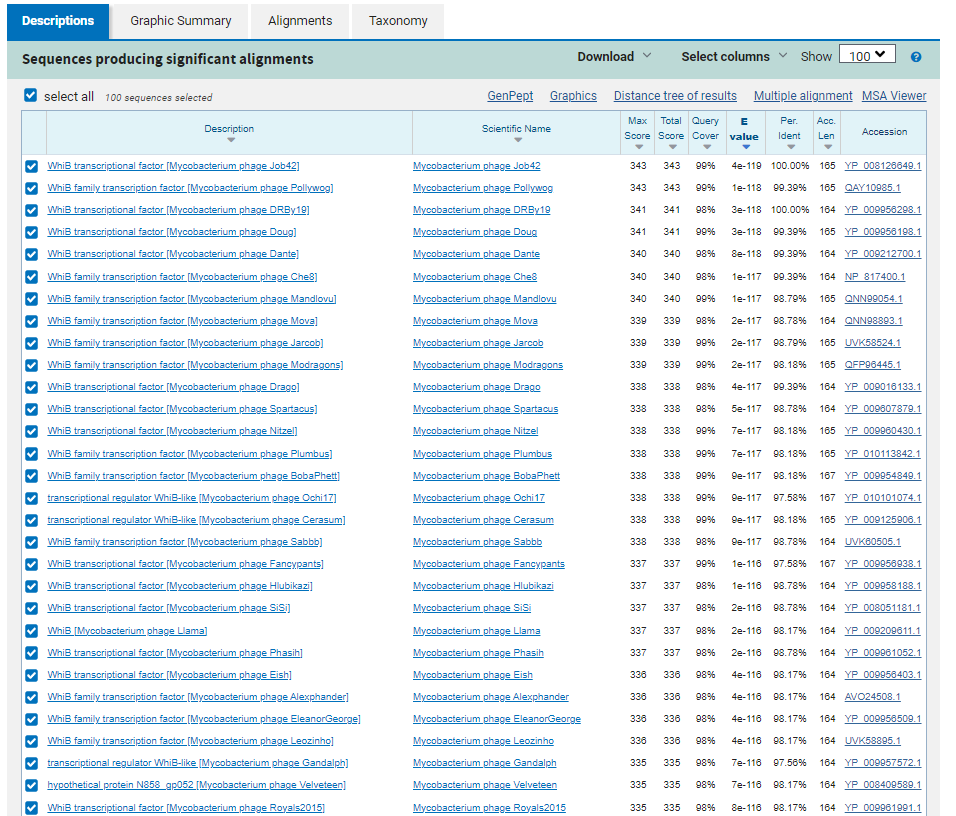 Descriptions Graphic Summary Alignments Taxonomy
Sequences producing significant alignments Download Select columns Show 100
select all 100 sequences selected GenPept Graphics Distance tree of results Multiple alignment MSA Viewer
Description Scientific Name Max Score Total Score Query Cover E value Per. Ident Acc. Len Accession
WhiB transcriptional factor [Mycobacterium phage Job42] Mycobacterium phage Job42 343 343 99% 4e-119 100.00% 165 YP_008126649.1
WhiB family transcription factor [Mycobacterium phage Pollywog] Mycobacterium phage Pollywog 343 343 99% 1e-118 99.39% 165 QAY10985.1
WhiB transcriptional factor [Mycobacterium phage DRBy19] Mycobacterium phage DRBy19 341 341 98% 3e-118 100.00% 164 YP_009956298.1
WhiB transcriptional factor [Mycobacterium phage Doug] Mycobacterium phage Doug 341 341 99% 3e-118 99.39% 165 YP_009956198.1
WhiB transcriptional factor [Mycobacterium phage Dante] Mycobacterium phage Dante 340 340 98% 8e-118 99.39% 164 YP_009212700.1
WhiB family transcription factor [Mycobacterium phage Che8] Mycobacterium phage Che8 340 340 98% 1e-117 99.39% 164 NP_817400.1
WhiB family transcription factor [Mycobacterium phage Mandlovu] Mycobacterium phage Mandlovu 340 340 99% 1e-117 98.79% 165 QNN99054.1
WhiB family transcription factor [Mycobacterium phage Mova] Mycobacterium phage Mova 339 339 98% 2e-117 98.78% 164 QNN98893.1
WhiB family transcription factor [Mycobacterium phage Jarcob] Mycobacterium phage Jarcob 339 339 99% 2e-117 98.79% 165 UVK58524.1
WhiB family transcription factor [Mycobacterium phage Modragons] Mycobacterium phage Modragons 339 339 99% 2e-117 98.18% 165 QFP96445.1
WhiB transcriptional factor [Mycobacterium phage Drago] Mycobacterium phage Drago 338 338 98% 4e-117 99.39% 164 YP_009016133.1
WhiB transcriptional factor [Mycobacterium phage Spartacus] Mycobacterium phage Spartacus 338 338 98% 5e-117 98.78% 164 YP_009607879.1
WhiB transcriptional factor [Mycobacterium phage Nitzel] Mycobacterium phage Nitzel 338 338 99% 7e-117 98.18% 165 YP_009960430.1
WhiB family transcription factor [Mycobacterium phage Plumbus] Mycobacterium phage Plumbus 338 338 99% 7e-117 98.18% 165 YP_010113842.1
WhiB family transcription factor [Mycobacterium phage BobaPhett] Mycobacterium phage BobaPhett 338 338 99% 9e-117 98.18% 167 YP_009954849.1
transcriptional regulator WhiB-like [Mycobacterium phage Ochi17] Mycobacterium phage Ochi17 338 338 99% 9e-117 97.58% 167 YP_010101074.1
transcriptional regulator WhiB-like [Mycobacterium phage Cerasum] Mycobacterium phage Cerasum 338 338 99% 9e-117 98.18% 165 YP_009125906.1
WhiB family transcription factor [Mycobacterium phage Sabbb] Mycobacterium phage Sabbb 338 338 98% 9e-117 98.78% 164 UVK60505.1
WhiB family transcription factor [Mycobacterium phage Fancypants] Mycobacterium phage Fancypants 337 337 99% 1e-116 97.58% 167 YP_009956938.1
WhiB family transcription factor [Mycobacterium phage Hlubikazi] Mycobacterium phage Hlubikazi 337 337 98% 1e-116 98.78% 164 YP_009958188.1
WhiB transcriptional factor [Mycobacterium phage SiSi] Mycobacterium phage SiSi 337 337 98% 2e-116 98.78% 164 YP_008051181.1
WhiB [Mycobacterium phage Llama] Mycobacterium phage Llama 337 337 98% 2e-116 98.17% 164 YP_009209611.1
WhiB transcriptional factor [Mycobacterium phage Phasih] Mycobacterium phage Phasih 337 337 98% 2e-116 98.78% 164 YP_009961052.1
WhiB transcriptional factor [Mycobacterium phage Eish] Mycobacterium phage Eish 336 336 98% 4e-116 98.17% 164 YP_009956403.1
WhiB family transcription factor [Mycobacterium phage Alexphander] Mycobacterium phage Alexphander 336 336 98% 4e-116 98.17% 164 AVO24508.1
WhiB family transcription factor [Mycobacterium phage EleanorGeorge] Mycobacterium phage EleanorGeorge 336 336 98% 4e-116 98.17% 164 YP_009956509.1
WhiB family transcription factor [Mycobacterium phage Leozinho] Mycobacterium phage Leozinho 336 336 98% 4e-116 98.17% 164 UVK58895.1
transcriptional regulator WhiB-like [Mycobacterium phage Gandalph] Mycobacterium phage Gandalph 335 335 98% 7e-116 97.56% 164 YP_009957572.1
hypothetical protein N858_gp052 [Mycobacterium phage Velveteen] Mycobacterium phage Velveteen 335 335 98% 7e-116 98.17% 164 YP_008409589.1
WhiB transcriptional factor [Mycobacterium phage Royals2015] Mycobacterium phage Royals2015 335 335 98% 8e-116 98.17% 164 YP_009961991.1